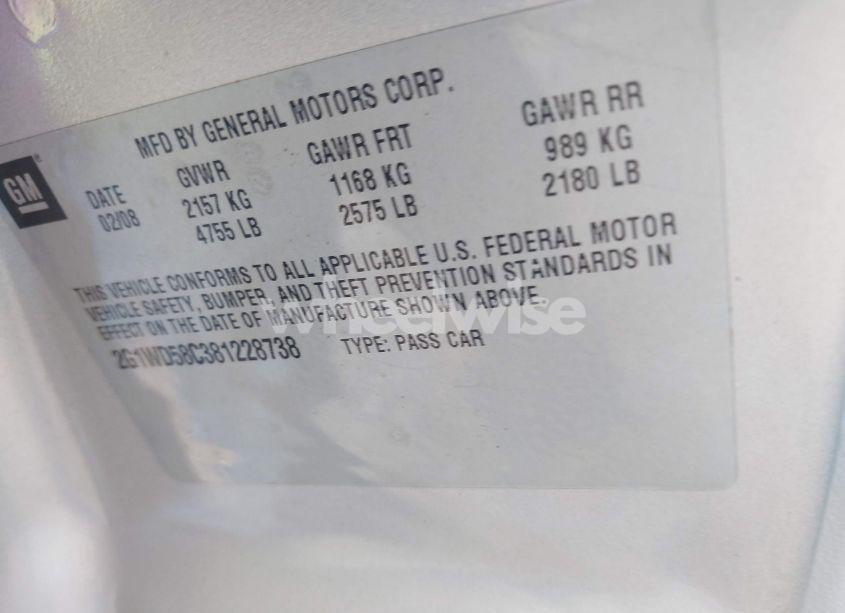 MFD BY GENERAL MOTORS CORP.
GM
DATE GVWR GAWR FRT GAWR RR
02/08 2157 KG 1168 KG 989 KG
4755 LB 2575 LB 2180 LB
THIS VEHICLE CONFORMS TO ALL APPLICABLE U.S. FEDERAL MOTOR
VEHICLE SAFETY, BUMPER, AND THEFT PREVENTION STANDARDS IN
EFFECT ON THE DATE OF MANUFACTURE SHOWN ABOVE.
2G1WD58C381228738 TYPE: PASS CAR
wheelwise